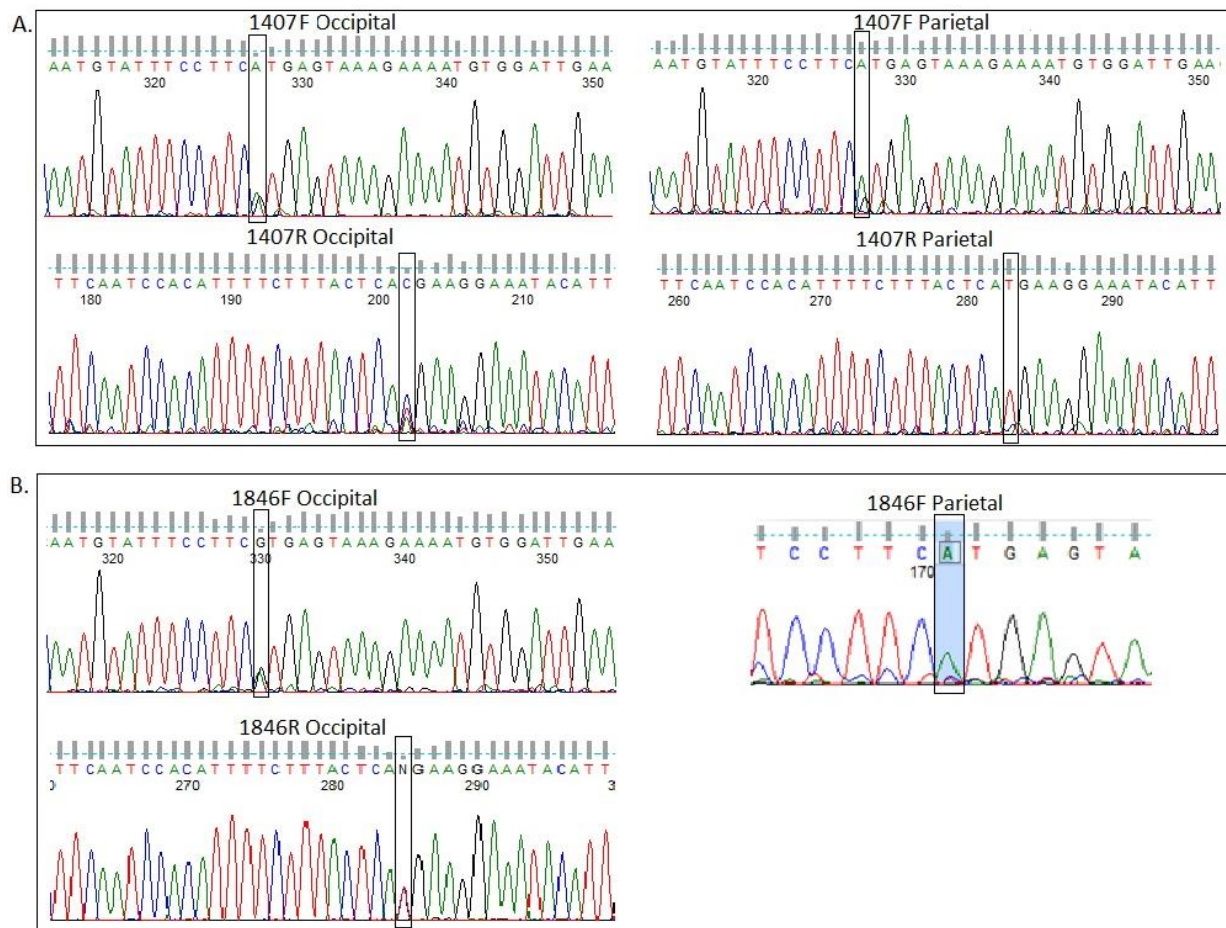 A.
1407F Occipital
AATGTATTTCCTTCATGAGTAAAGAAAATGTGGATTGAA
320 330 340 350
1407F Parietal
AATGTATTTCCTTCATGAGTAAAGAAAATGTGGATTGAAG
320 330 340 350
1407R Occipital
TTCAATCCACATTTTCTTTACTCACGAAGGAAATACATT
180 190 200 210
1407R Parietal
TTCAATCCACATTTTCTTTACTCATGAAGGAAATACATT
260 270 280 290
B.
1846F Occipital
AATGTATTTCCTTCGTGAGTAAAGAAAATGTGGATTGAA
320 330 340 350
1846F Parietal
TCCTTCATGAGTA
170
1846R Occipital
TTCAATCCACATTTTCTTTACTCANGAAGGAAATACATT
270 280 290